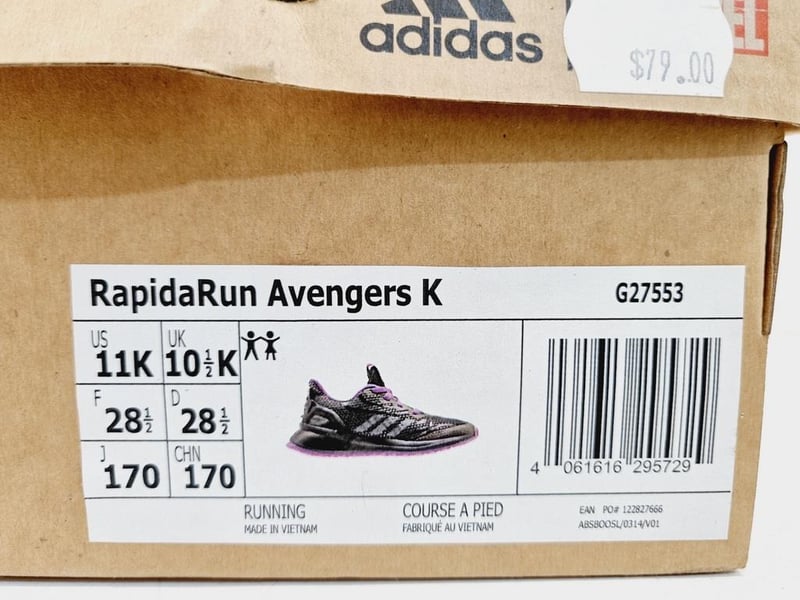 adidas
$79.00
RapidaRun Avengers K
G27553
US
11K
UK
10½K
F
28½
D
28½
J
170
CHN
170
4 061616 295729
RUNNING
MADE IN VIETNAM
COURSE A PIED
FABRIQUÉ AU VIETNAM
EAN PO# 122827666
ABSBOOSL/0314/V01